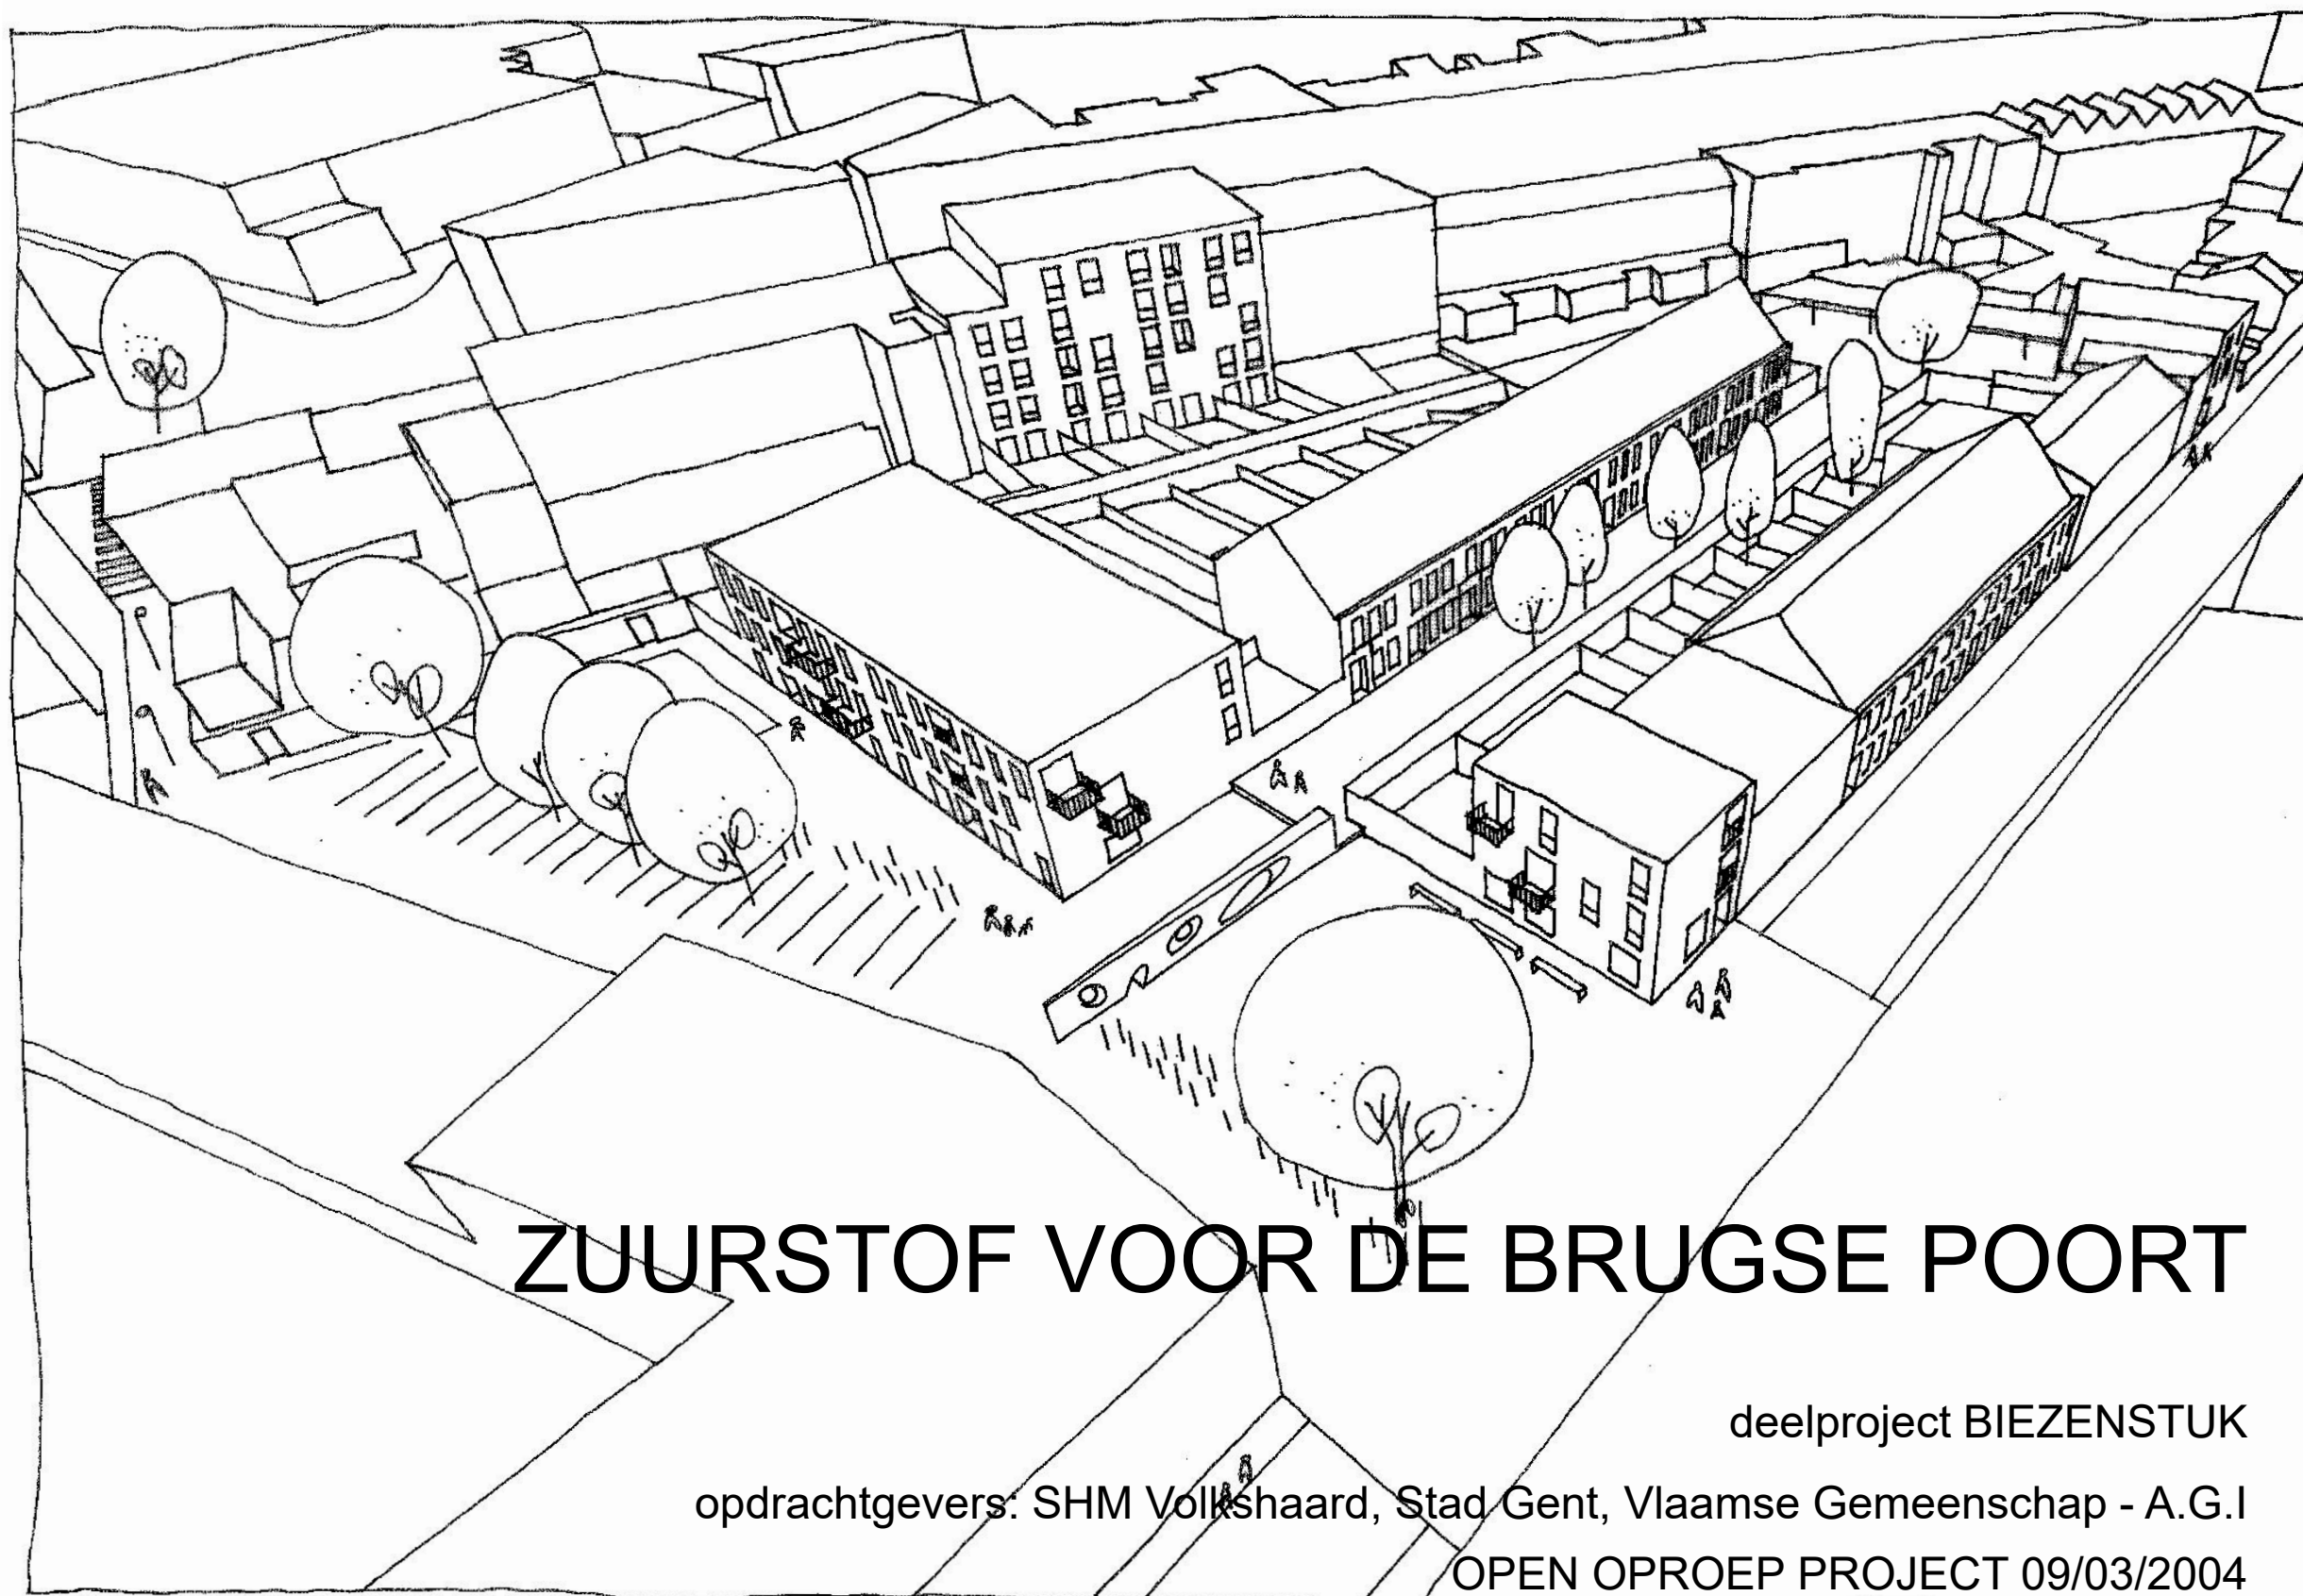 ZUURSTOF VOOR DE BRUGSE POORT
deelproject BIEZENSTUK
opdrachtgevers: SHM Volkshaard, Stad Gent, Vlaamse Gemeenschap - A.G.I
OPEN OPROEP PROJECT 09/03/2004